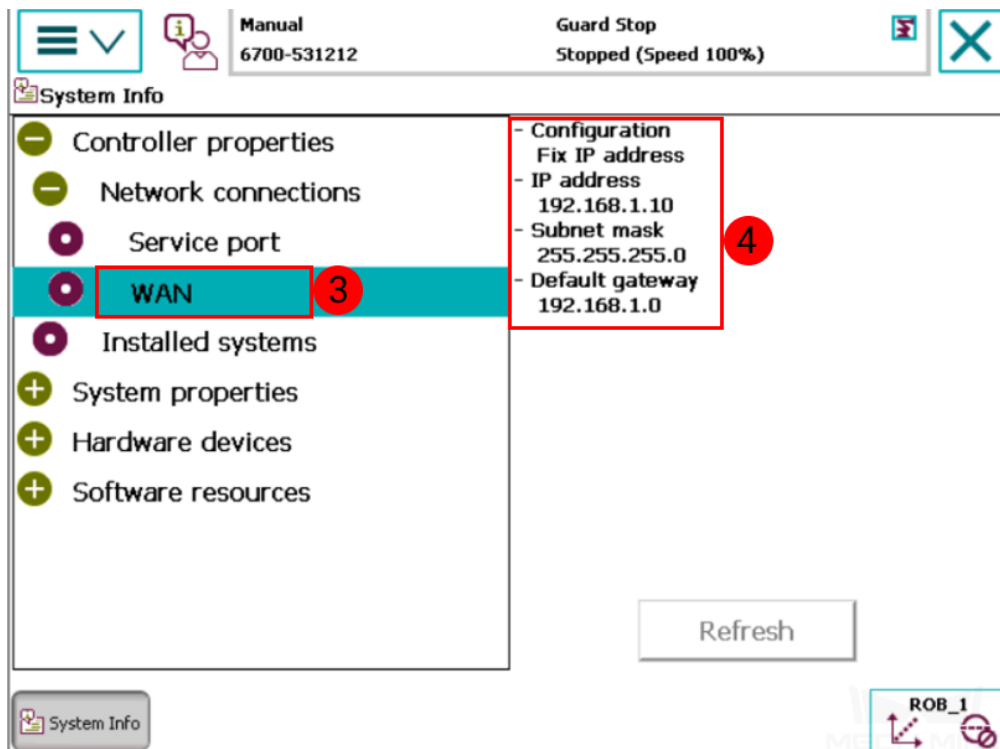 Manual
6700-531212
Guard Stop
Stopped (Speed 100%)
System Info
Controller properties
Network connections
Service port
WAN
3
Installed systems
System properties
Hardware devices
Software resources
- Configuration
Fix IP address
- IP address
192.168.1.10
- Subnet mask
255.255.255.0
- Default gateway
192.168.1.0
4
Refresh
System Info
ROB_1